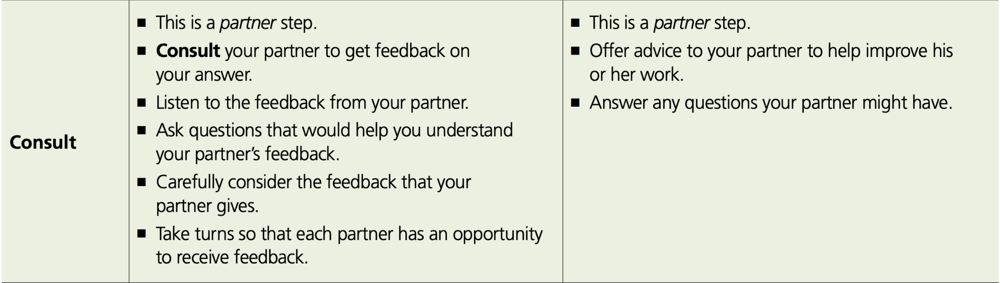 Consult
■ This is a partner step.
■ Consult your partner to get feedback on
your answer.
■ Listen to the feedback from your partner.
■ Ask questions that would help you understand
your partner’s feedback.
■ Carefully consider the feedback that your
partner gives.
■ Take turns so that each partner has an opportunity
to receive feedback.
■ This is a partner step.
■ Offer advice to your partner to help improve his
or her work.
■ Answer any questions your partner might have.